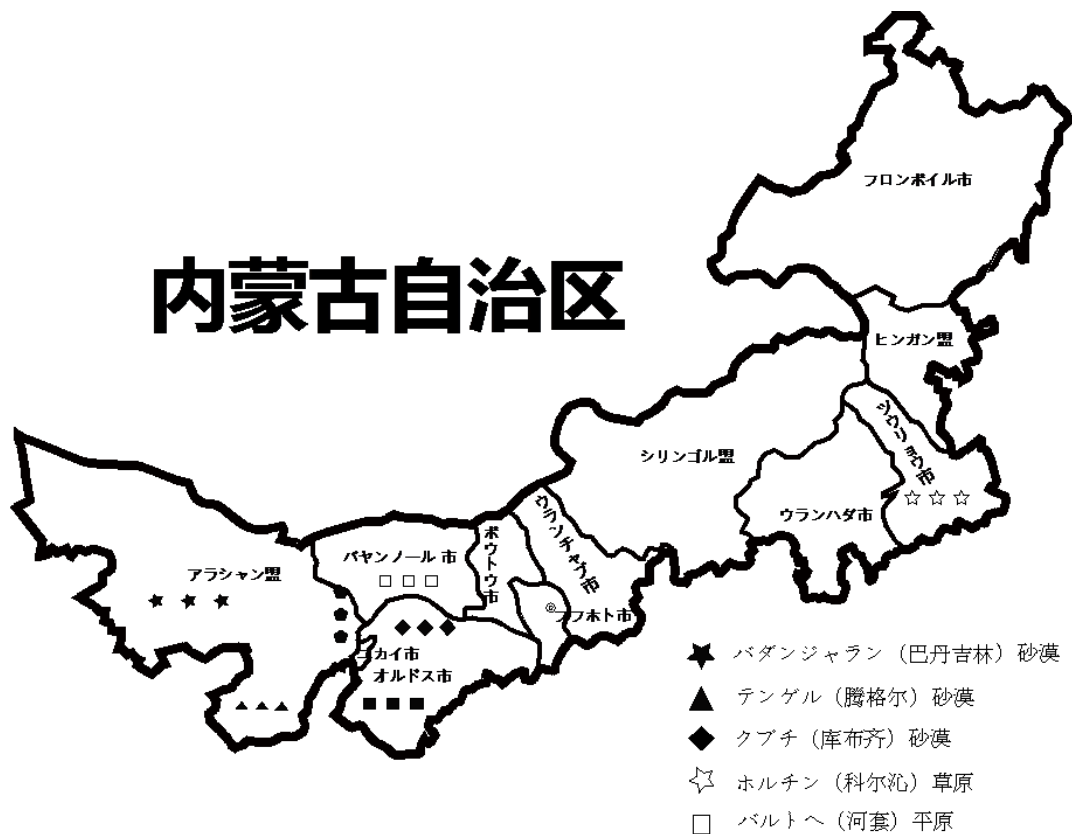 内蒙古自治区
フロンボイル市
ヒンガン盟
ツウリョウ市
シリンゴル盟
ウランハダ市
ウランチャブ市
ボウトウ市
バヤンノール 市
アラシャン盟
フフホト市
カイ市
オルドス市
バダンジャラン（巴丹吉林）砂漠
テンゲル（腾格尔）砂漠
クブチ（库布齐）砂漠
ホルチン（科尔沁）草原
バルトヘ（河套）平原